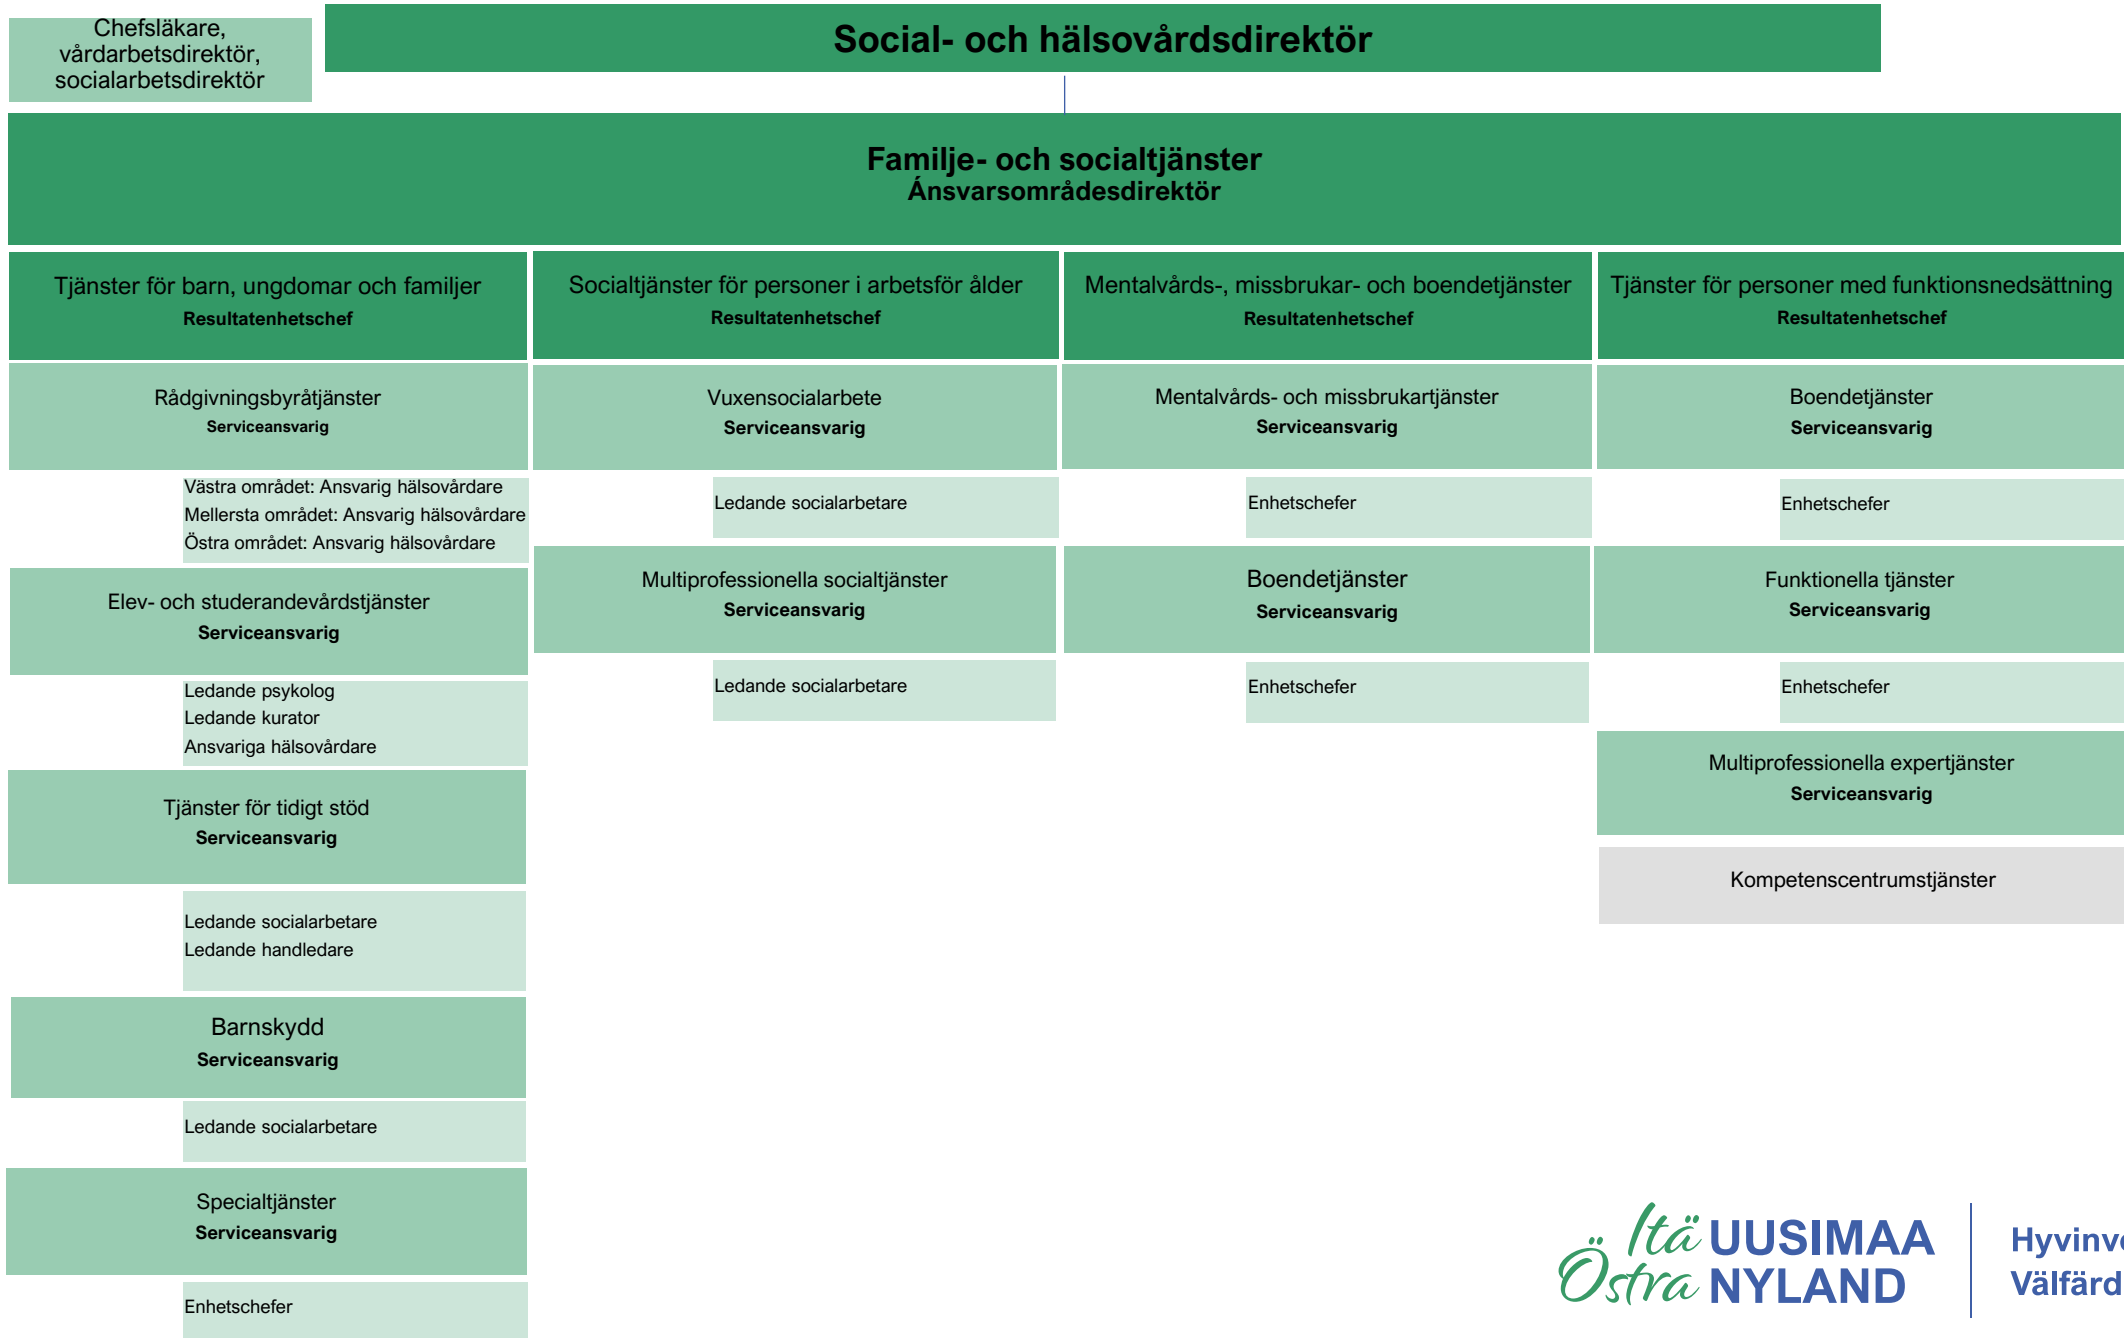 Chefsläkare,
vårdarbetsdirektör,
socialarbetsdirektör
Social- och hälsovårdsdirektör
Familje- och socialtjänster
Ánsvarsområdesdirektör
Tjänster för barn, ungdomar och familjer
Resultatenhetschef
Rådgivningsbyråtjänster
Serviceansvarig
Västra området: Ansvarig hälsovårdare
Mellersta området: Ansvarig hälsovårdare
Östra området: Ansvarig hälsovårdare
Elev- och studerandevårdstjänster
Serviceansvarig
Ledande psykolog
Ledande kurator
Ansvariga hälsovårdare
Tjänster för tidigt stöd
Serviceansvarig
Ledande socialarbetare
Ledande handledare
Barnskydd
Serviceansvarig
Ledande socialarbetare
Specialtjänster
Serviceansvarig
Enhetschefer
Socialtjänster för personer i arbetsför ålder
Resultatenhetschef
Vuxensocialarbete
Serviceansvarig
Ledande socialarbetare
Multiprofessionella socialtjänster
Serviceansvarig
Ledande socialarbetare
Mentalvårds-, missbrukar- och boendetjänster
Resultatenhetschef
Mentalvårds- och missbrukartjänster
Serviceansvarig
Enhetschefer
Boendetjänster
Serviceansvarig
Enhetschefer
Tjänster för personer med funktionsnedsättning
Resultatenhetschef
Boendetjänster
Serviceansvarig
Enhetschefer
Funktionella tjänster
Serviceansvarig
Enhetschefer
Multiprofessionella expertjänster
Serviceansvarig
Kompetenscentrumstjänster
Itä UUSIMAA
Östra NYLAND
Välfärd